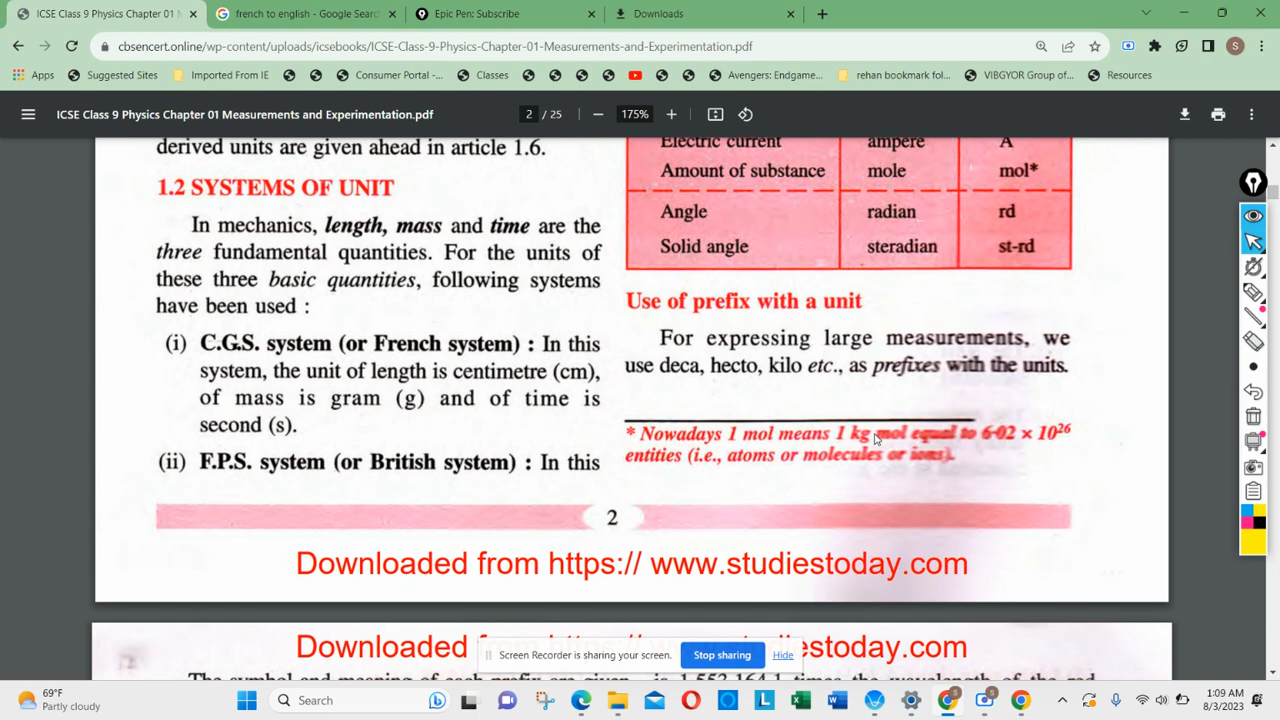 ICSE Class 9 Physics Chapter 01 M
french to english - Google Searc
Epic Pen: Subscribe
Downloads
cbsencert.online/wp-content/uploads/icsebooks/ICSE-Class-9-Physics-Chapter-01-Measurements-and-Experimentation.pdf
S
Apps
Suggested Sites
Imported From IE
Consumer Portal -...
Classes
Avengers: Endgame...
rehan bookmark fol...
VIBGYOR Group of...
Resources
ICSE Class 9 Physics Chapter 01 Measurements and Experimentation.pdf
2 / 25
175%
derived units are given ahead in article 1.6.
1.2 SYSTEMS OF UNIT
In mechanics, length, mass and time are the
three fundamental quantities. For the units of
these three basic quantities, following systems
have been used :
(i) C.G.S. system (or French system) : In this
system, the unit of length is centimetre (cm),
of mass is gram (g) and of time is
second (s).
(ii) F.P.S. system (or British system) : In this
Electric current ampere A
Amount of substance mole mol*
Angle radian rd
Solid angle steradian st-rd
Use of prefix with a unit
For expressing large measurements, we
use deca, hecto, kilo etc., as prefixes with the units.
* Nowadays 1 mol means 1 kg mol equal to 6·02 × 10²⁶
entities (i.e., atoms or molecules or ions).
2
Downloaded from https:// www.studiestoday.com
Downloaded from https:// www.studiestoday.com
Screen Recorder is sharing your screen.
Stop sharing
Hide
The symbol and meaning of each prefix are given
1,553,164.1 times the wavelength of the red
69°F
Partly cloudy
Search
1:09 AM
8/3/2023